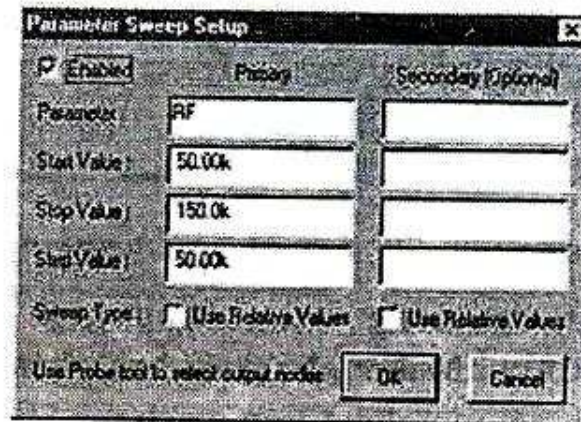 Parameter Sweep Setup
Enabled Primary Secondary (Optional)
Parameter : RF
Start Value : 50.00k
Stop Value : 150.0k
Step Value : 50.00k
Sweep Type : Use Relative Values Use Relative Values
Use Probe tool to select output nodes OK Cancel